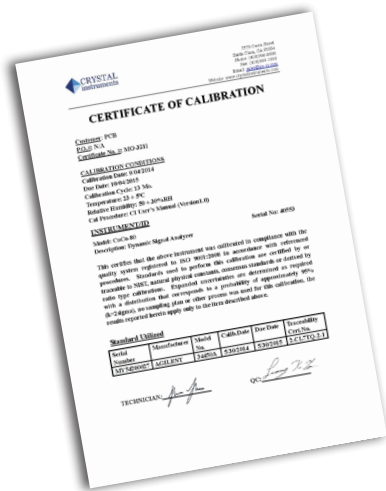 CRYSTAL
instruments
CERTIFICATE OF CALIBRATION
Customer: PCB
P.O.#: N/A
CALIBRATION CONDITIONS
Calibration Date: 9/04/2014
Due Date: 10/04/2015
Calibration Cycle: 13 Mo.
Temperature: 23 ± 5°C
Relative Humidity: 50 ± 20%RH
Cal Procedure: CI User's Manual (Version1.0)
INSTRUMENT/ID
Model: CoCo-80
Serial No: 40953
Description: Dynamic Signal Analyzer
This certifies that the above instrument was calibrated in compliance with the
quality system registered to ISO 9001:2008 in accordance with referenced
procedures. Standards used to perform this calibration are certified by or
traceable to NIST, natural physical constants, consensus standards or derived by
ratio type calibrations. Expanded uncertainties are determined as required
with a distribution that corresponds to a probability of approximately 95%
(k=2sigma). no sampling plan or other process was used for this calibration, the
results reported herein apply only to the item described above.
Standard Utilized
Serial Number Manufacturer Model No. Calib.Date Due Date Traceability Cert.No.
AGILENT 34450A 5/30/2014 5/30/2015
TECHNICIAN:
QC: